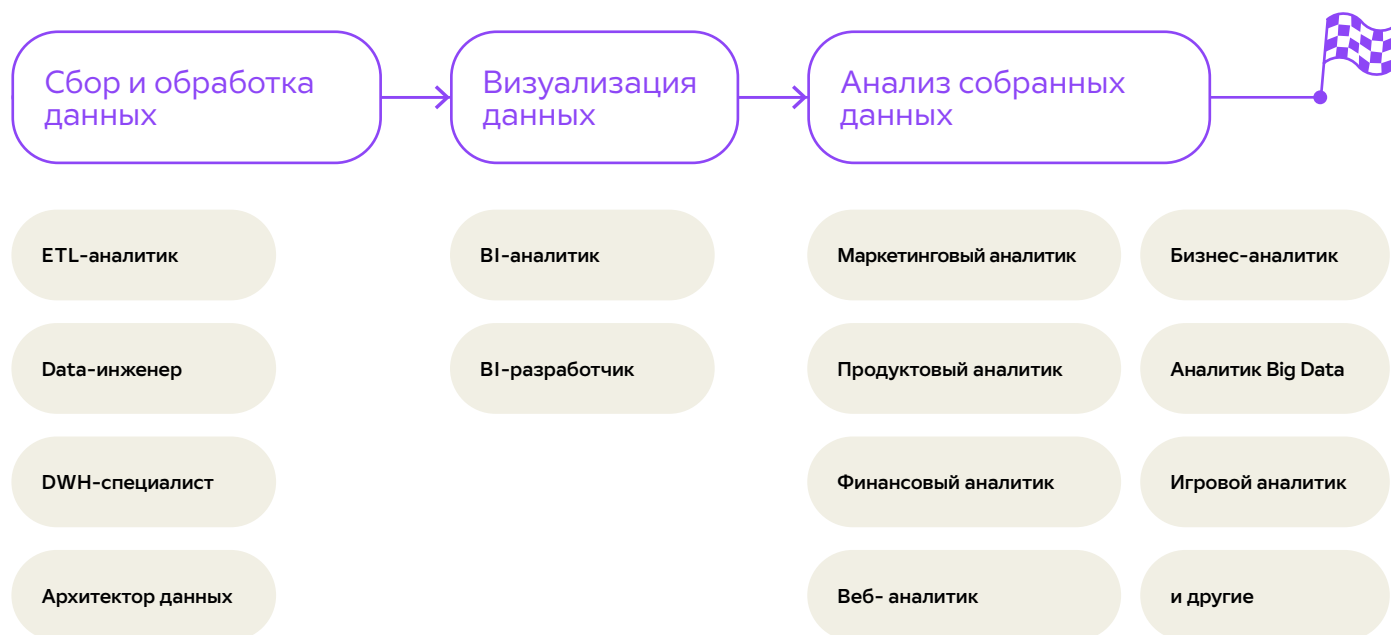 Сбор и обработка
данных
Визуализация
данных
Анализ собранных
данных
ETL-аналитик
Data-инженер
DWH-специалист
Архитектор данных
BI-аналитик
BI-разработчик
Маркетинговый аналитик
Продуктовый аналитик
Финансовый аналитик
Веб- аналитик
Бизнес-аналитик
Аналитик Big Data
Игровой аналитик
и другие